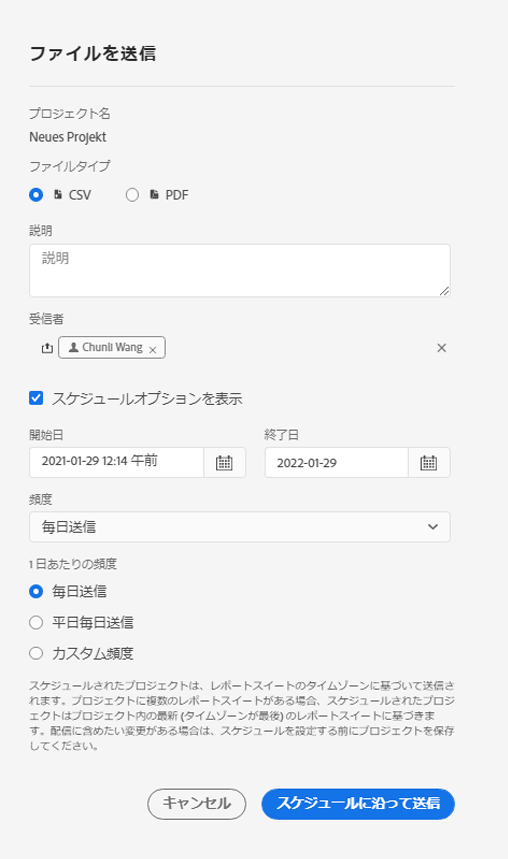 ファイルを送信
プロジェクト名
Neues Projekt
ファイルタイプ
CSV PDF
説明
説明
受信者
Chunli Wang
スケジュールオプションを表示
開始日 終了日
2021-01-29 12:14 午前 2022-01-29
頻度
毎日送信
1 日あたりの頻度
毎日送信
平日毎日送信
カスタム頻度
スケジュールされたプロジェクトは、レポートスイートのタイムゾーンに基づいて送信さ
れます。プロジェクトに複数のレポートスイートがある場合、スケジュールされたプロジ
ェクトはプロジェクト内の最新 (タイムゾーンが最後) のレポートスイートに基づきま
す。配信に含めたい変更がある場合は、スケジュールを設定する前にプロジェクトを保存
してください。
キャンセル スケジュールに沿って送信